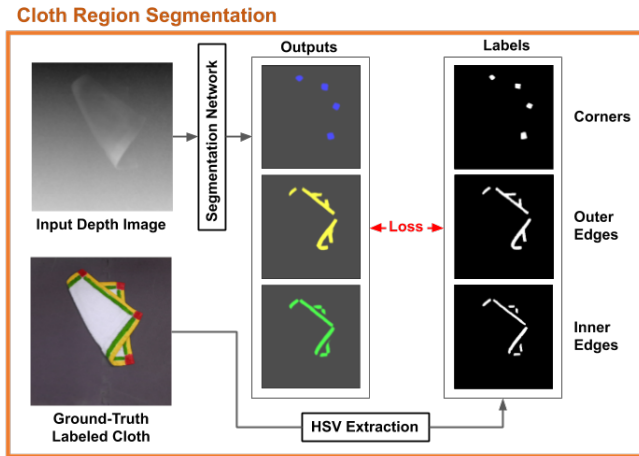 Cloth Region Segmentation
Outputs
Labels
Segmentation Network
Corners
Input Depth Image
Outer
Edges
Loss
Inner
Edges
Ground-Truth
Labeled Cloth
HSV Extraction